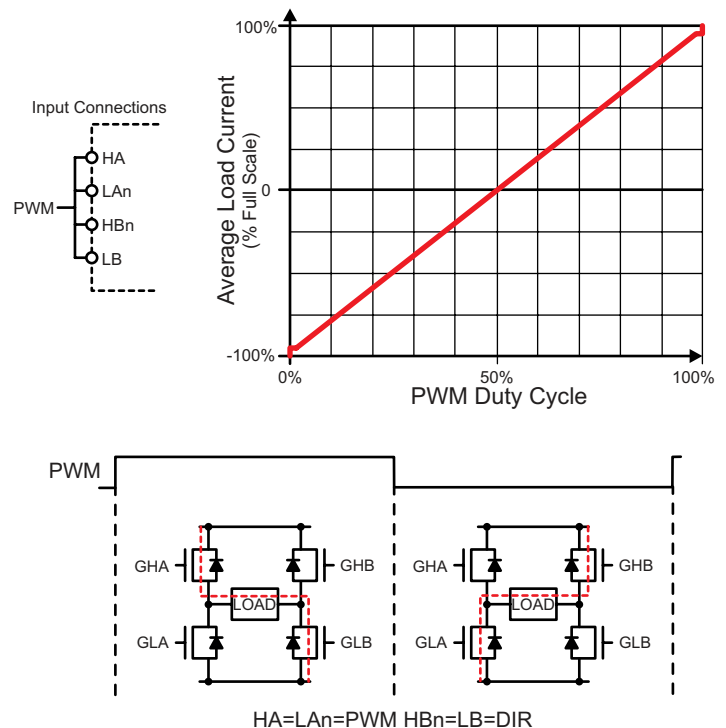 Input Connections
PWM
HA
LAn
HBn
LB
Average Load Current
(% Full Scale)
100%
0
-100%
0%
50%
100%
PWM Duty Cycle
PWM
GHA
GHB
LOAD
GLA
GLB
GHA
GHB
LOAD
GLA
GLB
HA=LAn=PWM HBn=LB=DIR